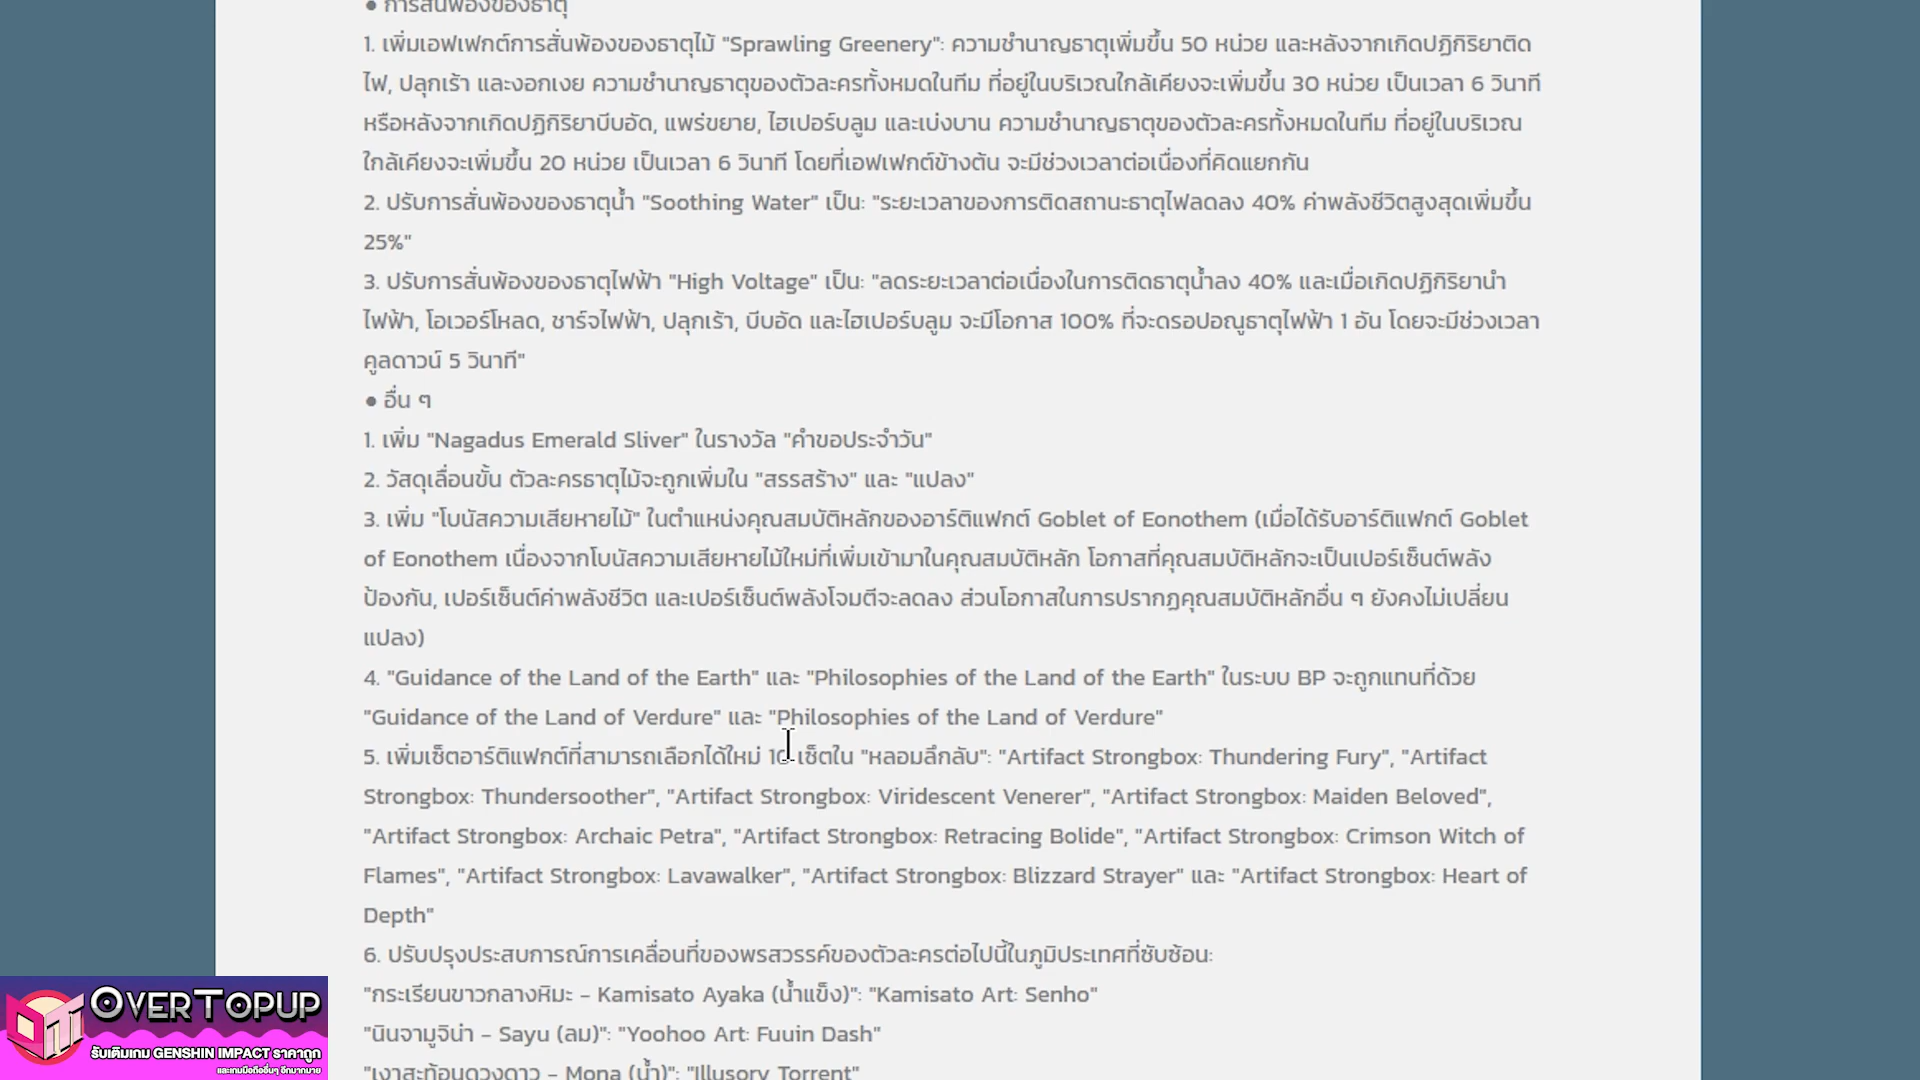 ● การสั่นพ้องของธาตุ
1. เพิ่มเอฟเฟกต์การสั่นพ้องของธาตุไม้ "Sprawling Greenery": ความชำนาญธาตุเพิ่มขึ้น 50 หน่วย และหลังจากเกิดปฏิกิริยาติด
ไฟ, ปลุกเร้า และงอกเงย ความชำนาญธาตุของตัวละครทั้งหมดในทีม ที่อยู่ในบริเวณใกล้เคียงจะเพิ่มขึ้น 30 หน่วย เป็นเวลา 6 วินาที
หรือหลังจากเกิดปฏิกิริยาบีบอัด, แพร่ขยาย, ไฮเปอร์บลูม และเบ่งบาน ความชำนาญธาตุของตัวละครทั้งหมดในทีม ที่อยู่ในบริเวณ
ใกล้เคียงจะเพิ่มขึ้น 20 หน่วย เป็นเวลา 6 วินาที โดยที่เอฟเฟกต์ข้างต้น จะมีช่วงเวลาต่อเนื่องที่คิดแยกกัน
2. ปรับการสั่นพ้องของธาตุน้ำ "Soothing Water" เป็น: "ระยะเวลาของการติดสถานะธาตุไฟลดลง 40% ค่าพลังชีวิตสูงสุดเพิ่มขึ้น
25%"
3. ปรับการสั่นพ้องของธาตุไฟฟ้า "High Voltage" เป็น: "ลดระยะเวลาต่อเนื่องในการติดธาตุน้ำลง 40% และเมื่อเกิดปฏิกิริยานำ
ไฟฟ้า, โอเวอร์โหลด, ชาร์จไฟฟ้า, ปลุกเร้า, บีบอัด และไฮเปอร์บลูม จะมีโอกาส 100% ที่จะดรอปอณูธาตุไฟฟ้า 1 อัน โดยจะมีช่วงเวลา
คูลดาวน์ 5 วินาที"
● อื่น ๆ
1. เพิ่ม "Nagadus Emerald Sliver" ในรางวัล "คำขอประจำวัน"
2. วัสดุเลื่อนขั้น ตัวละครธาตุไม้จะถูกเพิ่มใน "สรรสร้าง" และ "แปลง"
3. เพิ่ม "โบนัสความเสียหายไม้" ในตำแหน่งคุณสมบัติหลักของอาร์ติแฟกต์ Goblet of Eonothem (เมื่อได้รับอาร์ติแฟกต์ Goblet
of Eonothem เนื่องจากโบนัสความเสียหายไม้ใหม่ที่เพิ่มเข้ามาในคุณสมบัติหลัก โอกาสที่คุณสมบัติหลักจะเป็นเปอร์เซ็นต์พลัง
ป้องกัน, เปอร์เซ็นต์ค่าพลังชีวิต และเปอร์เซ็นต์พลังโจมตีจะลดลง ส่วนโอกาสในการปรากฏคุณสมบัติหลักอื่น ๆ ยังคงไม่เปลี่ยน
แปลง)
4. "Guidance of the Land of the Earth" และ "Philosophies of the Land of the Earth" ในระบบ BP จะถูกแทนที่ด้วย
"Guidance of the Land of Verdure" และ "Philosophies of the Land of Verdure"
5. เพิ่มเซ็ตอาร์ติแฟกต์ที่สามารถเลือกได้ใหม่ 10 เซ็ตใน "หลอมลึกลับ": "Artifact Strongbox: Thundering Fury", "Artifact
Strongbox: Thundersoother", "Artifact Strongbox: Viridescent Venerer", "Artifact Strongbox: Maiden Beloved",
"Artifact Strongbox: Archaic Petra", "Artifact Strongbox: Retracing Bolide", "Artifact Strongbox: Crimson Witch of
Flames", "Artifact Strongbox: Lavawalker", "Artifact Strongbox: Blizzard Strayer" และ "Artifact Strongbox: Heart of
Depth"
6. ปรับปรุงประสบการณ์การเคลื่อนที่ของพรสวรรค์ของตัวละครต่อไปนี้ในภูมิประเทศที่ซับซ้อน:
"กระเรียนขาวกลางหิมะ – Kamisato Ayaka (น้ำแข็ง)": "Kamisato Art: Senho"
"นินจามูจินำ – Sayu (ลม)": "Yoohoo Art: Fuuin Dash"
"เงาสะท้อนดวงดาว – Mona (น้ำ)": "Illusory Torrent"
OVERTOPUP
รับเติมเกม GENSHIN IMPACT ราคาถูก
และเกมมือถืออื่นๆ อีกมากมาย